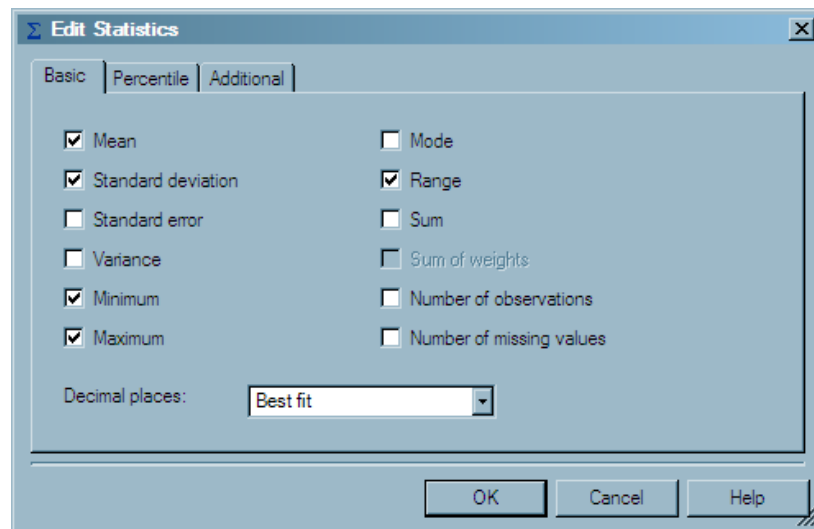 Σ Edit Statistics
Basic Percentile Additional
Mean
Standard deviation
Standard error
Variance
Minimum
Maximum
Mode
Range
Sum
Sum of weights
Number of observations
Number of missing values
Decimal places: Best fit
OK Cancel Help